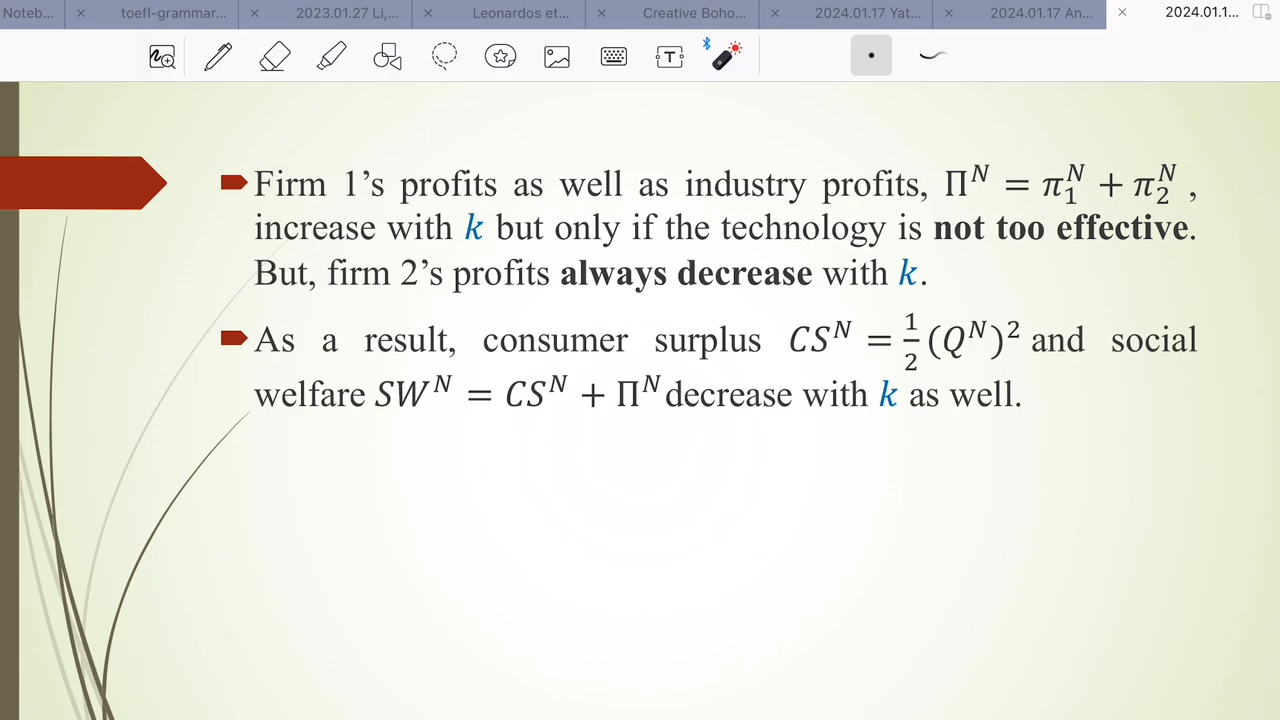 Noteb...
toefl-grammar...
2023.01.27 Li,...
Leonardos et...
Creative Boho...
2024.01.17 Yat...
2024.01.17 An...
2024.01.1...
T
Firm 1’s profits as well as industry profits, Π^N = π_1^N + π_2^N ,
increase with k but only if the technology is not too effective.
But, firm 2’s profits always decrease with k.
As a result, consumer surplus CS^N = 1/2 (Q^N)^2 and social
welfare SW^N = CS^N + Π^N decrease with k as well.